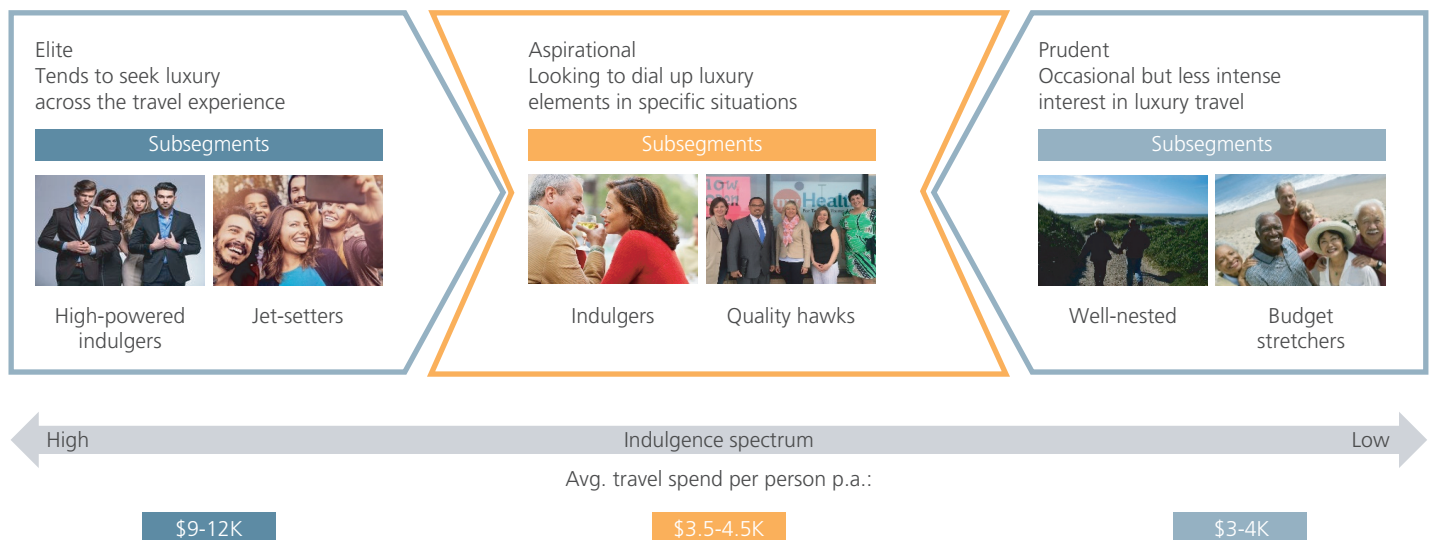 Elite
Tends to seek luxury
across the travel experience
Subsegments
High-powered
indulgers
Jet-setters
Aspirational
Looking to dial up luxury
elements in specific situations
Subsegments
now
myHealth
Indulgers
Quality hawks
Prudent
Occasional but less intense
interest in luxury travel
Subsegments
Well-nested
Budget
stretchers
High
Indulgence spectrum
Low
Avg. travel spend per person p.a.:
$9-12K
$3.5-4.5K
$3-4K